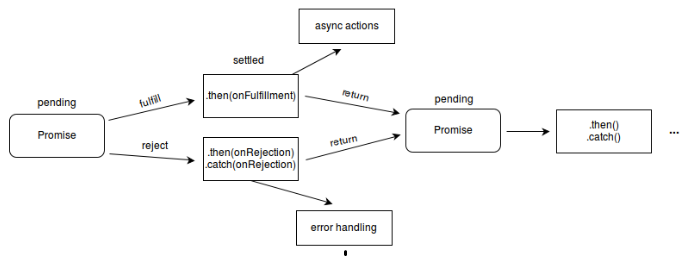 async actions
settled
pending
fulfill
.then(onFulfillment)
return
pending
Promise
reject
.then(onRejection)
.catch(onRejection)
return
Promise
.then()
.catch()
...
error handling